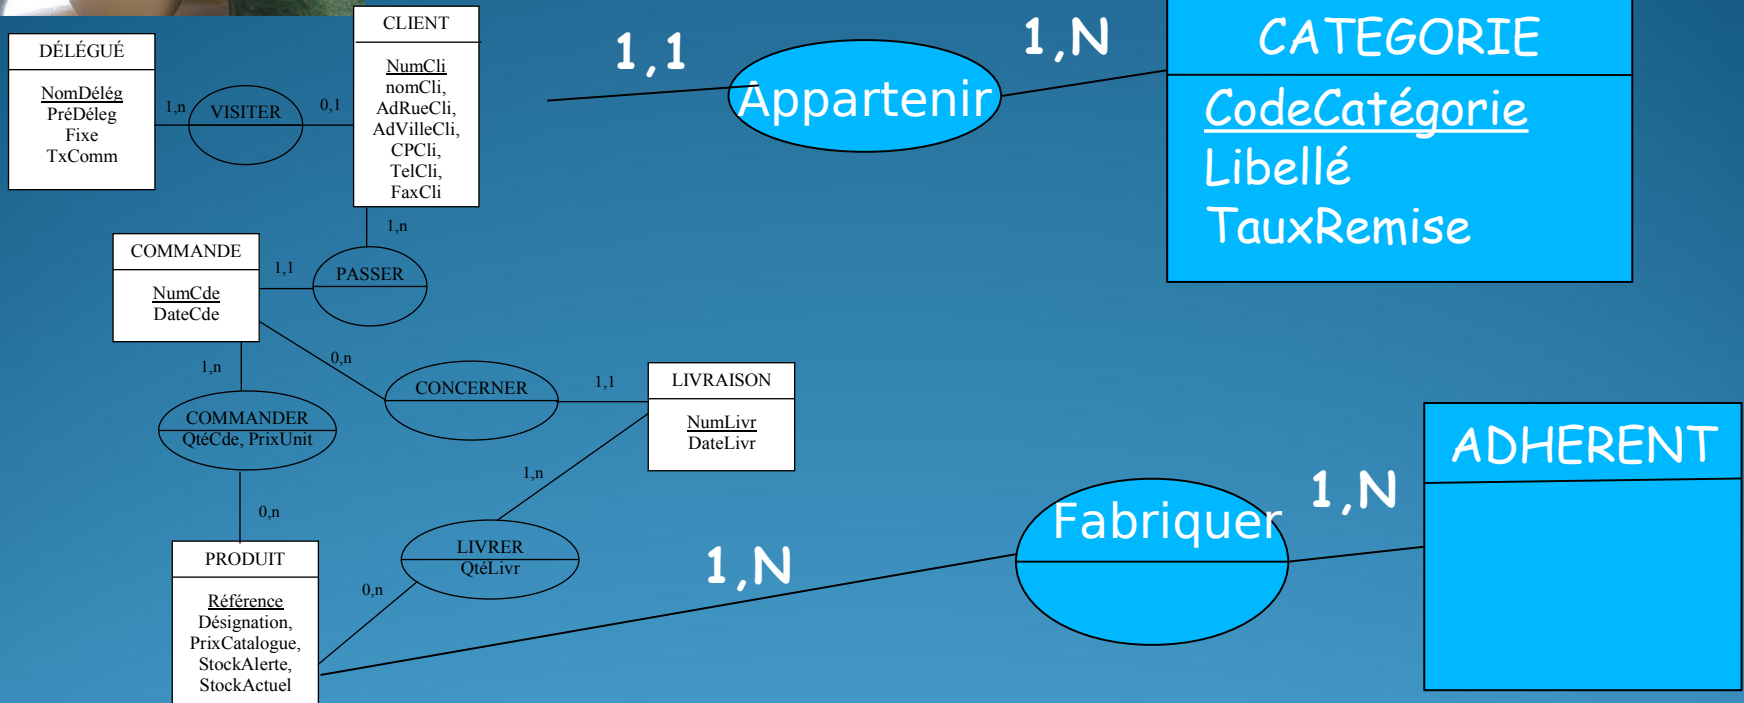 DÉLÉGUÉ
NomDélég
PréDéleg
Fixe
TxComm
1,n
VISITER
0,1
CLIENT
NumCli
nomCli,
AdRueCli,
AdVilleCli,
CPCli,
TelCli,
FaxCli
1,1
Appartenir
1,N
CATEGORIE
CodeCatégorie
Libellé
TauxRemise
1,n
PASSER
1,1
COMMANDE
NumCde
DateCde
1,n
0,n
CONCERNER
1,1
LIVRAISON
NumLivr
DateLivr
COMMANDER
QtéCde, PrixUnit
0,n
1,n
LIVRER
QtéLivr
0,n
PRODUIT
Référence
Désignation,
PrixCatalogue,
StockAlerte,
StockActuel
1,N
Fabriquer
1,N
ADHERENT